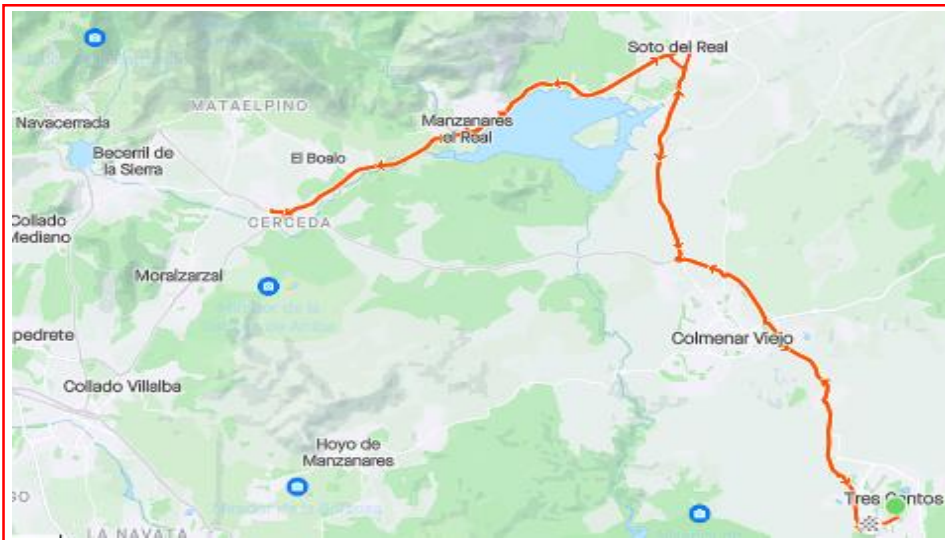 Soto del Real
MATAELPINO
Navacerrada
Manzanares
el Real
Becerril de
la Sierra
El Boalo
Collado
Mediano
CERCEDA
Moralzarzal
pedrete
Colmenar Viejo
Collado Villalba
Hoyo de
Manzanares
Tres Cantos
SO
LA NAVATA